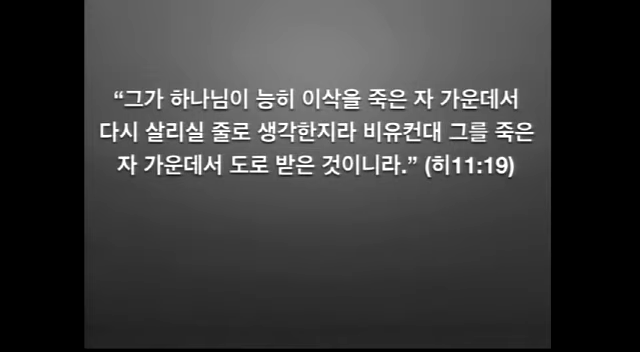 “그가 하나님이 능히 이삭을 죽은 자 가운데서
다시 살리실 줄로 생각한지라 비유컨대 그를 죽은
자 가운데서 도로 받은 것이니라.” (히11:19)